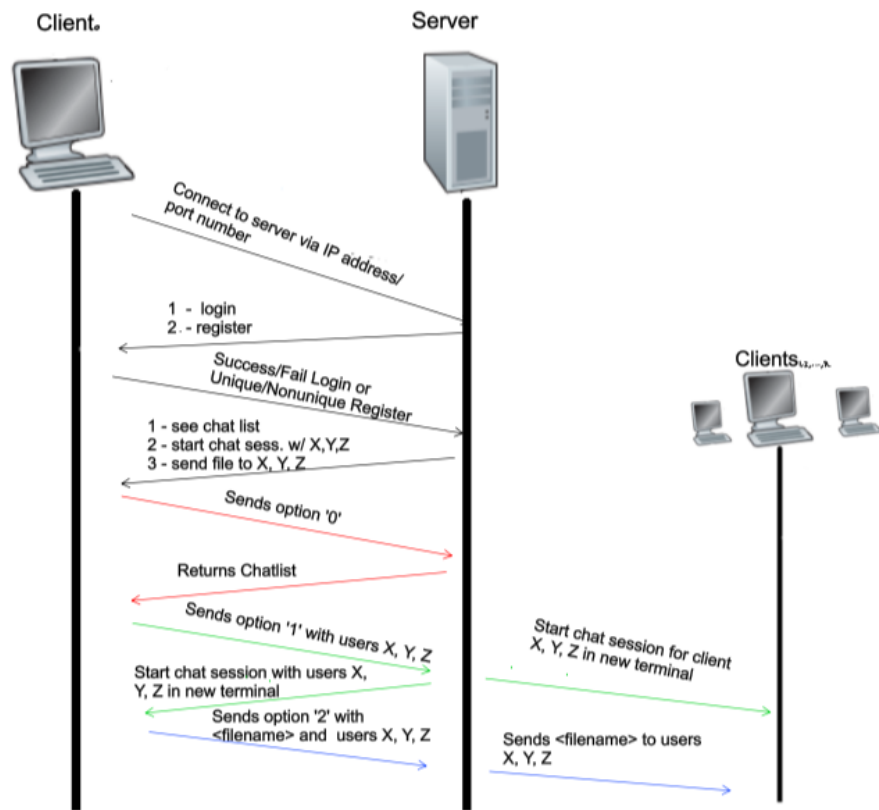 Client
Server
Connect to server via IP address/
port number
1 - login
2 - register
Success/Fail Login or
Unique/Nonunique Register
Clients
1 - see chat list
2 - start chat sess. w/ X,Y,Z
3 - send file to X, Y, Z
Sends option '0'
Returns Chatlist
Sends option '1' with users X, Y, Z
Start chat session for client
X, Y, Z in new terminal
Start chat session with users X,
Y, Z in new terminal
Sends option '2' with
<filename> and users X, Y, Z
Sends <filename> to users
X, Y, Z